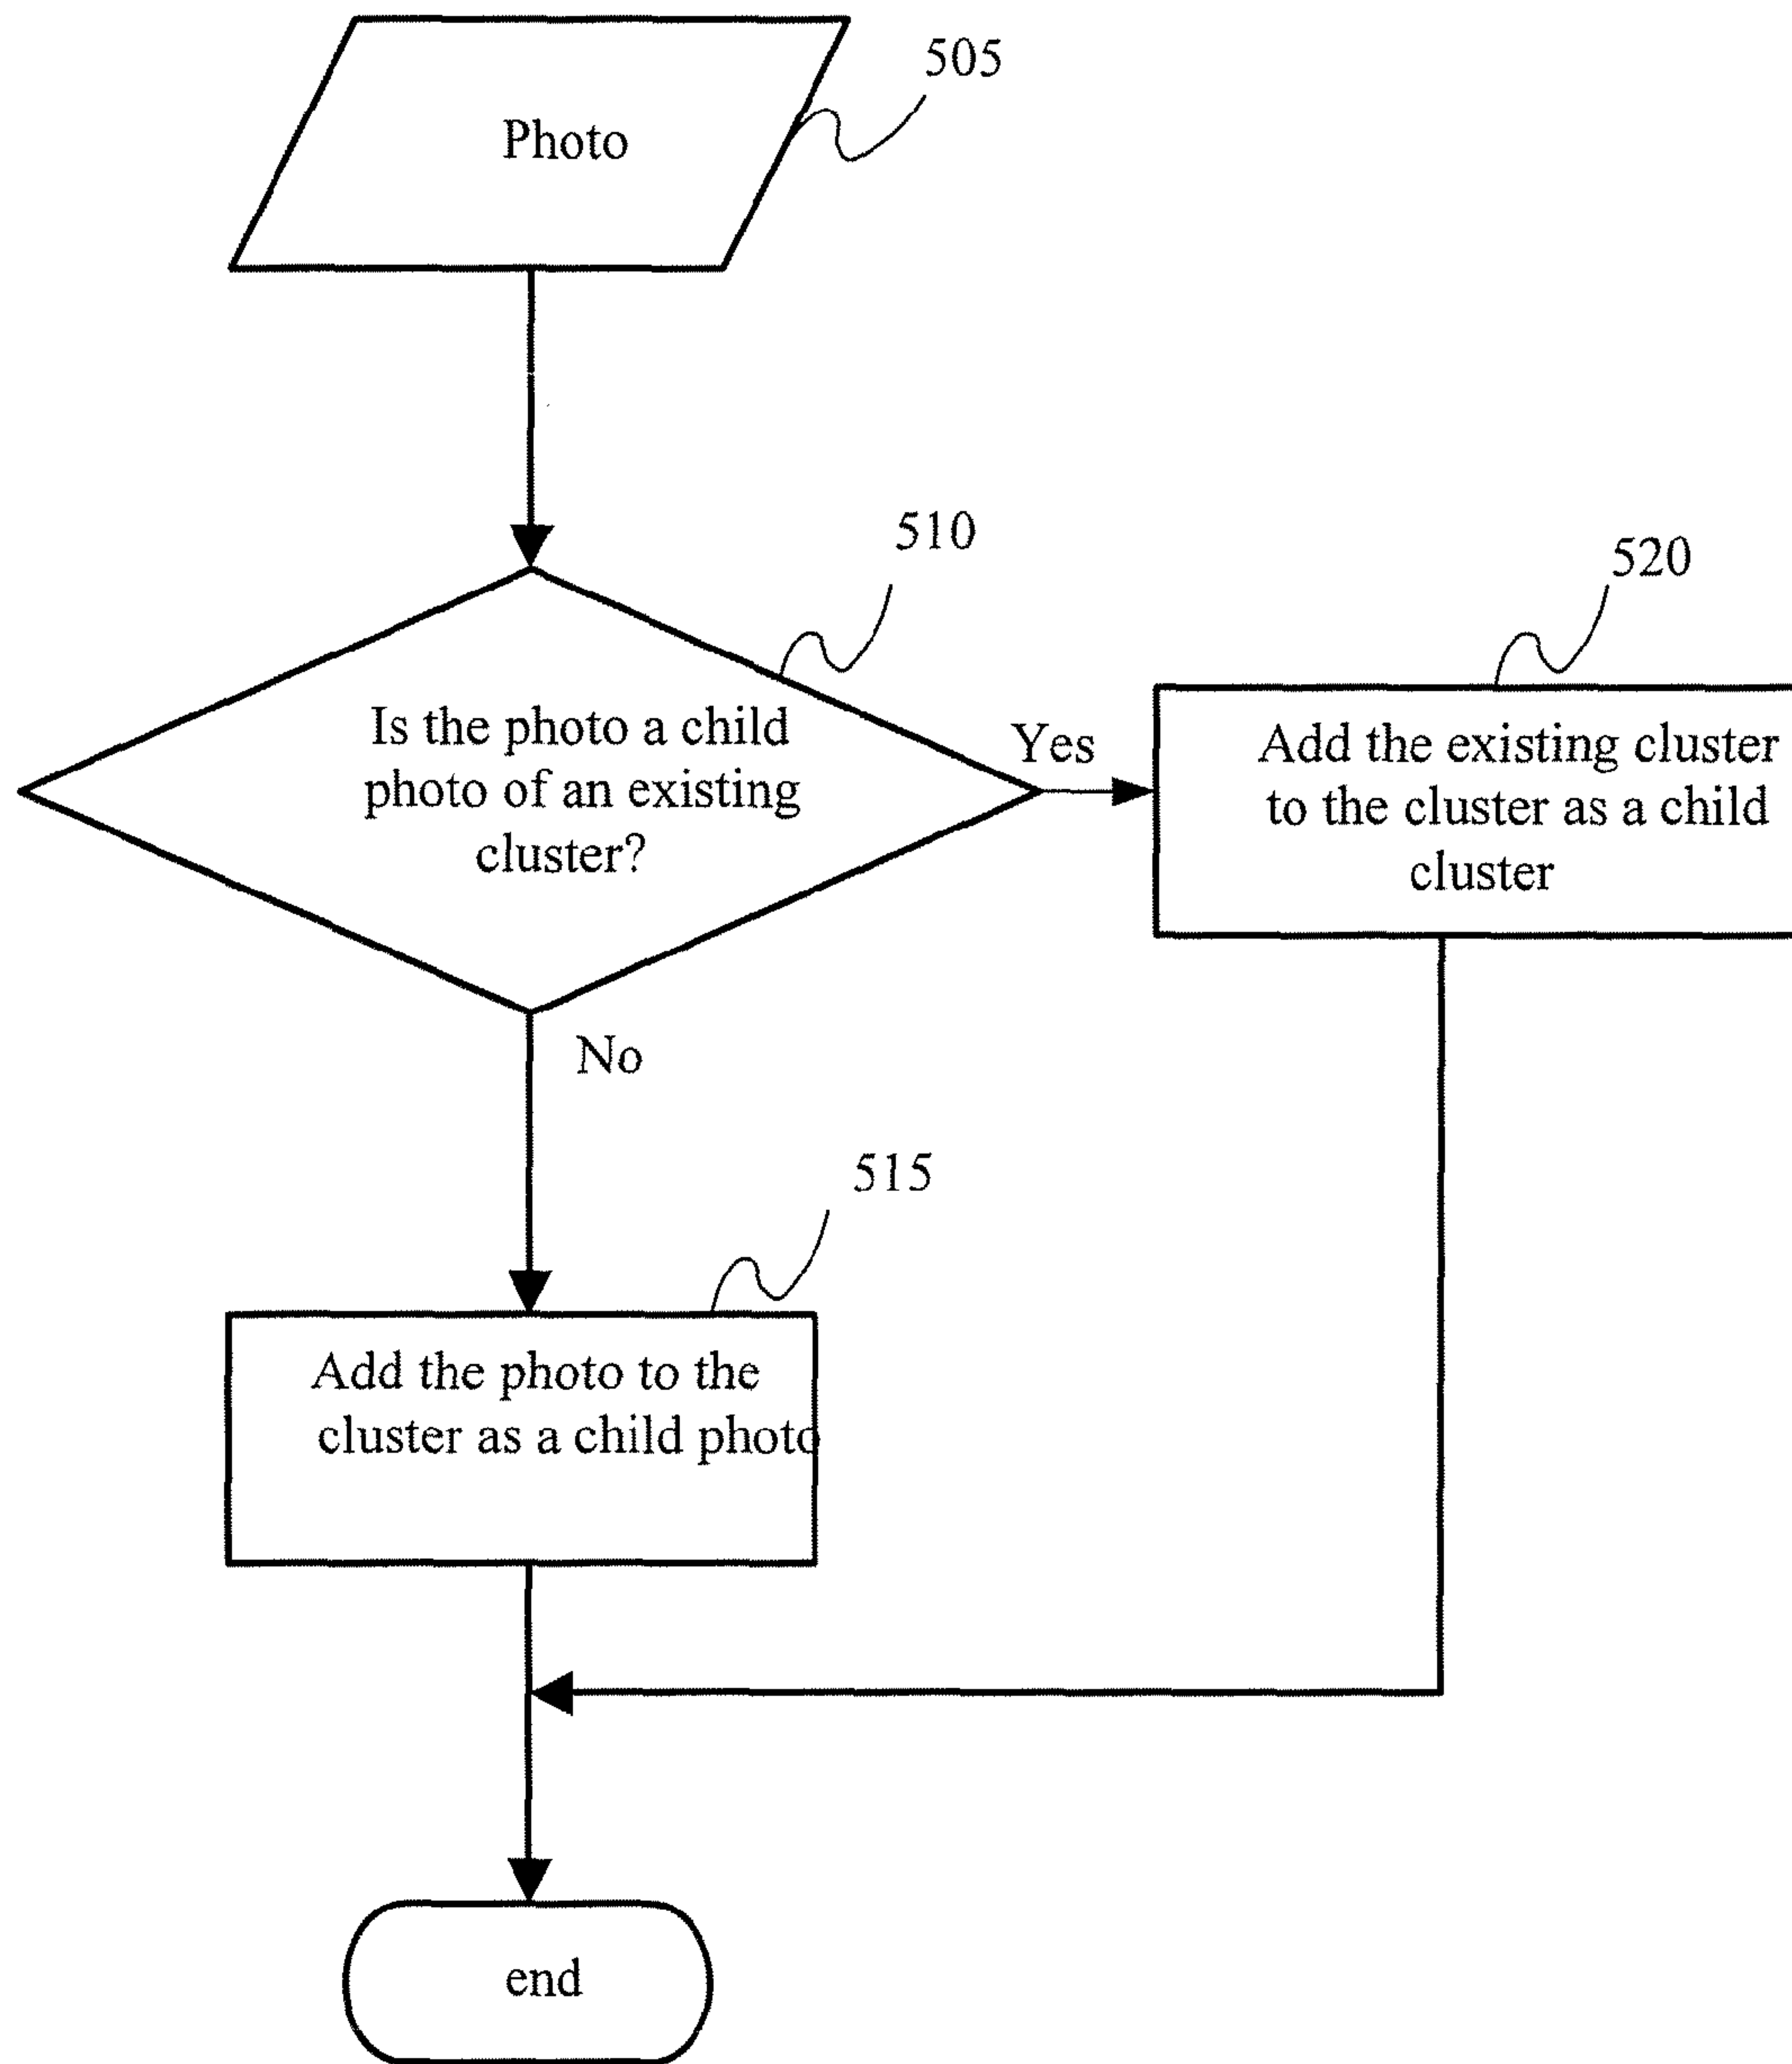 505
Photo
510
Is the photo a child
photo of an existing
cluster?
Yes
520
Add the existing cluster
to the cluster as a child
cluster
No
515
Add the photo to the
cluster as a child photo
end